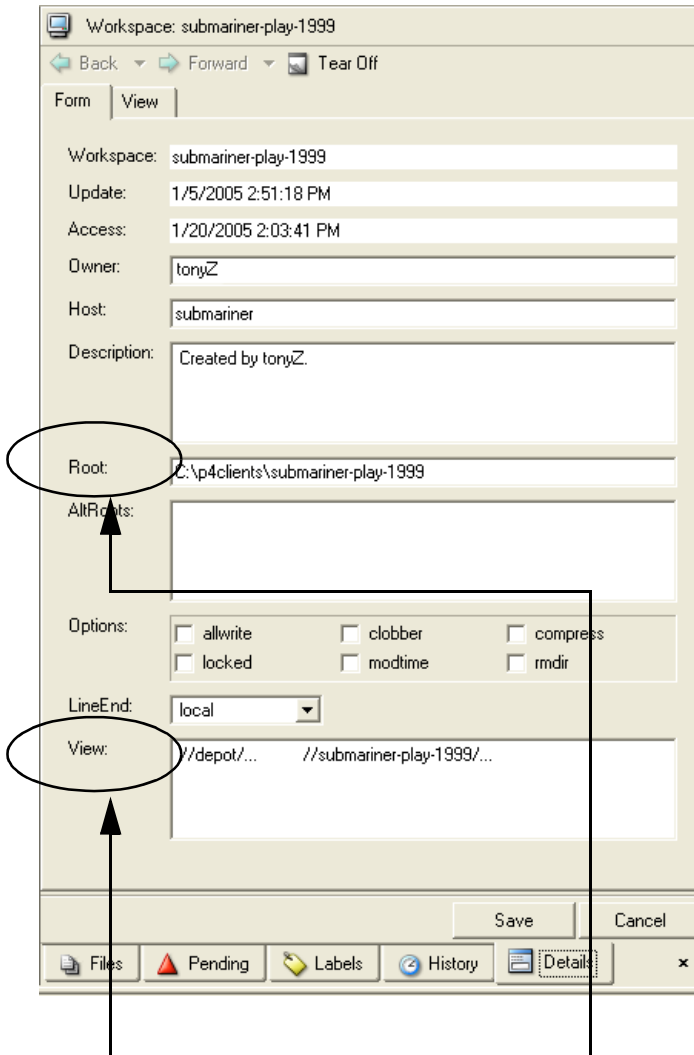 Workspace: submariner-play-1999
Back Forward Tear Off
Form View
Workspace: submariner-play-1999
Update: 1/5/2005 2:51:18 PM
Access: 1/20/2005 2:03:41 PM
Owner: tonyZ
Host: submariner
Description: Created by tonyZ.
Root: C:\p4clients\submariner-play-1999
AltRoots:
Options: allwrite clobber compress
locked modtime rmdir
LineEnd: local
View: //depot/... //submariner-play-1999/...
Save Cancel
Files Pending Labels History Details